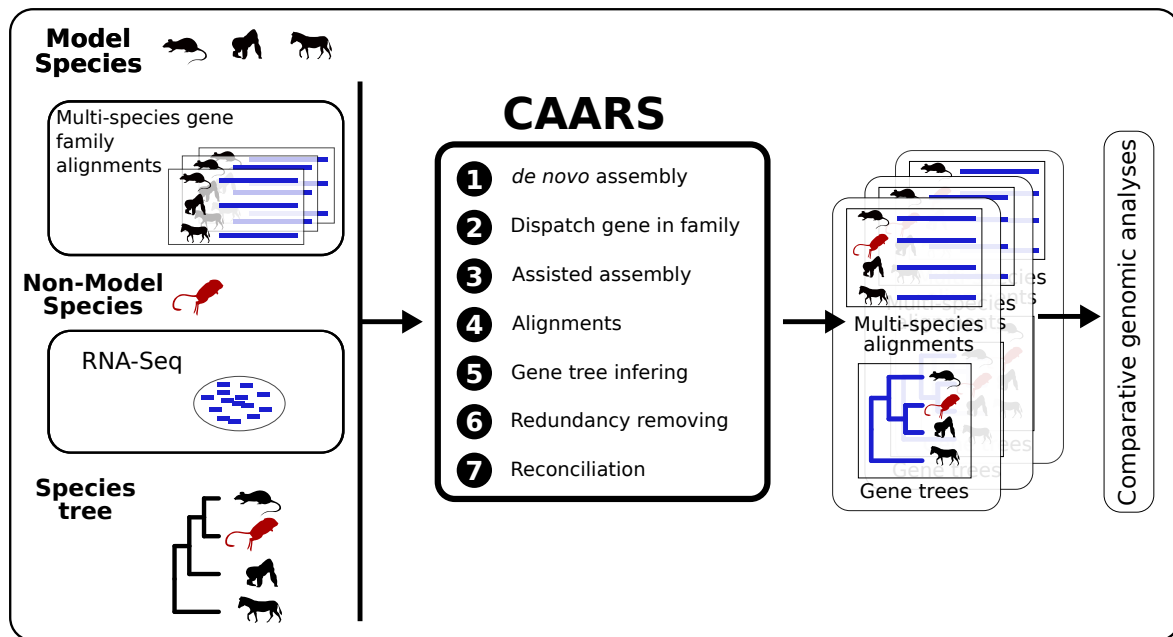 Model
Species
Multi-species gene
family
alignments
Non-Model
Species
RNA-Seq
Species
tree
CAARS
1 de novo assembly
2 Dispatch gene in family
3 Assisted assembly
4 Alignments
5 Gene tree infering
6 Redundancy removing
7 Reconciliation
Multi-species
alignments
Gene trees
Comparative genomic analyses